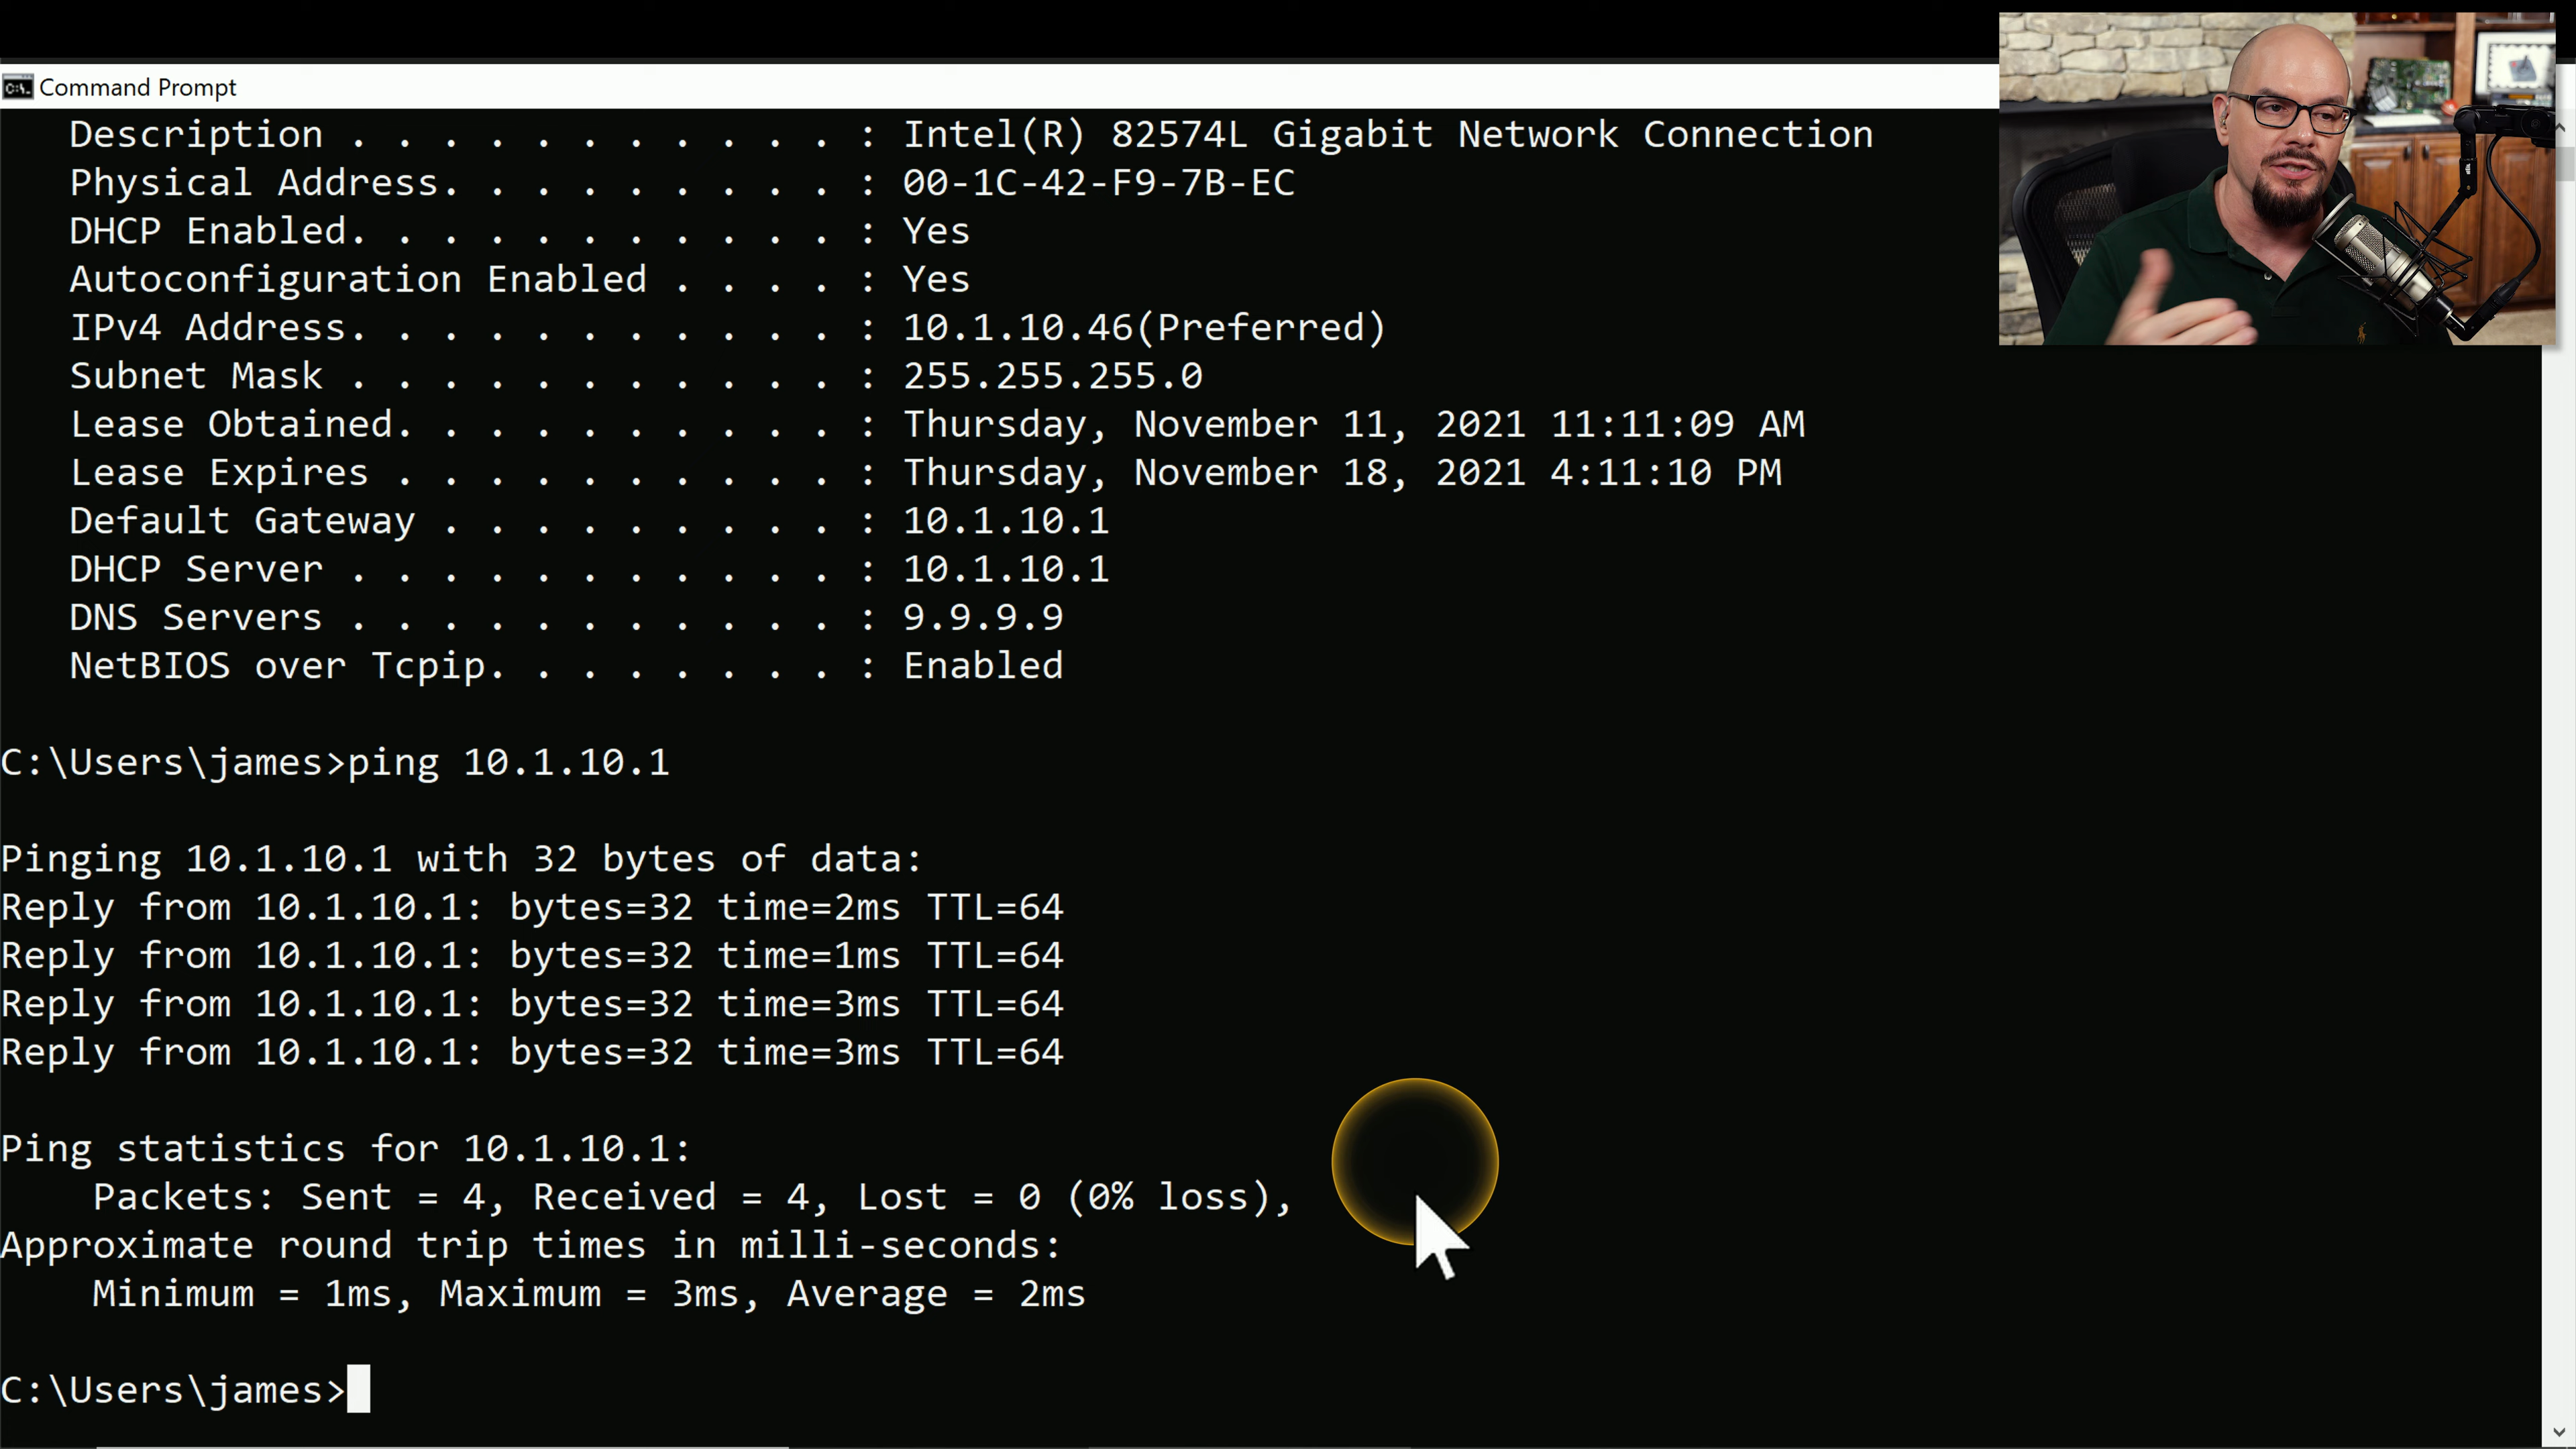 Command Prompt
Description . . . . . . . . . . . : Intel(R) 82574L Gigabit Network Connection
Physical Address. . . . . . . . . : 00-1C-42-F9-7B-EC
DHCP Enabled. . . . . . . . . . . : Yes
Autoconfiguration Enabled . . . . : Yes
IPv4 Address. . . . . . . . . . . : 10.1.10.46(Preferred)
Subnet Mask . . . . . . . . . . . : 255.255.255.0
Lease Obtained. . . . . . . . . . : Thursday, November 11, 2021 11:11:09 AM
Lease Expires . . . . . . . . . . : Thursday, November 18, 2021 4:11:10 PM
Default Gateway . . . . . . . . . : 10.1.10.1
DHCP Server . . . . . . . . . . . : 10.1.10.1
DNS Servers . . . . . . . . . . . : 9.9.9.9
NetBIOS over Tcpip. . . . . . . . : Enabled
C:\Users\james>ping 10.1.10.1
Pinging 10.1.10.1 with 32 bytes of data:
Reply from 10.1.10.1: bytes=32 time=2ms TTL=64
Reply from 10.1.10.1: bytes=32 time=1ms TTL=64
Reply from 10.1.10.1: bytes=32 time=3ms TTL=64
Reply from 10.1.10.1: bytes=32 time=3ms TTL=64
Ping statistics for 10.1.10.1:
Packets: Sent = 4, Received = 4, Lost = 0 (0% loss),
Approximate round trip times in milli-seconds:
Minimum = 1ms, Maximum = 3ms, Average = 2ms
C:\Users\james>